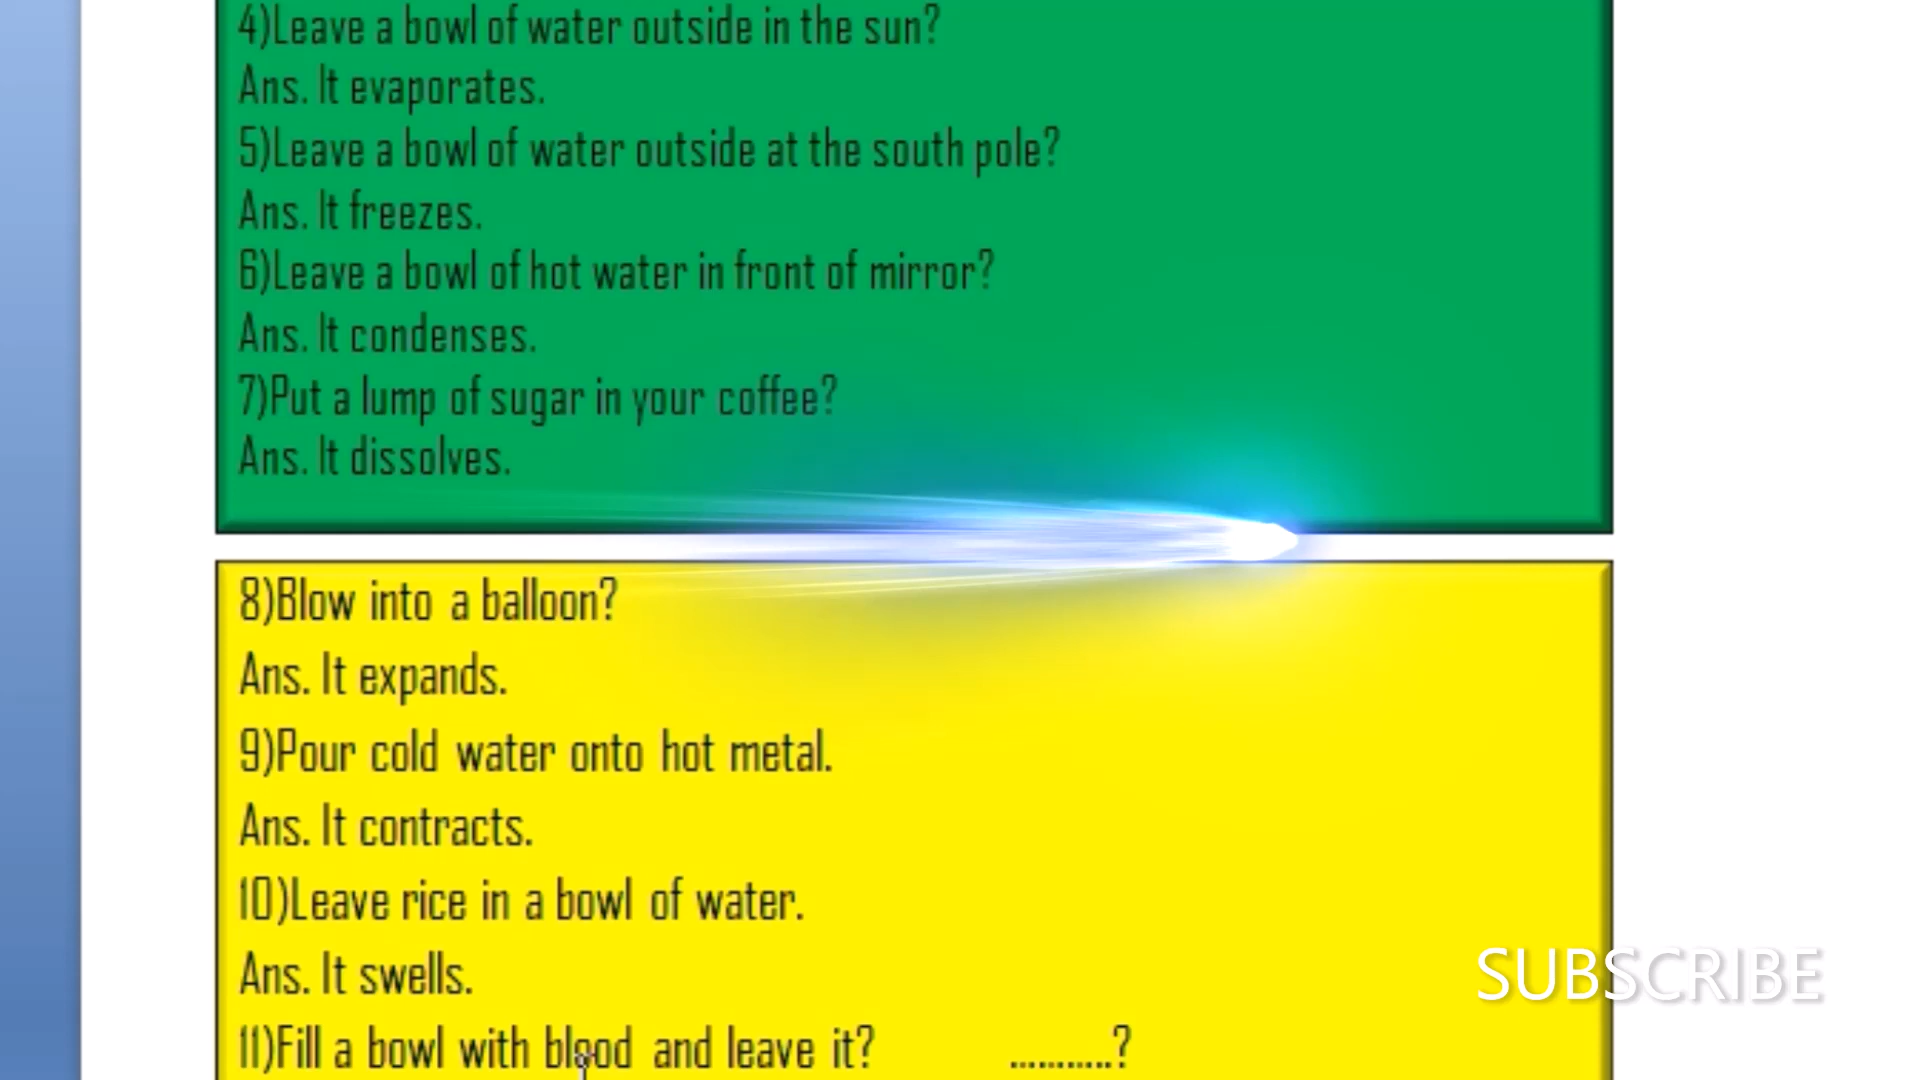 4)Leave a bowl of water outside in the sun?
Ans. It evaporates.
5)Leave a bowl of water outside at the south pole?
Ans. It freezes.
6)Leave a bowl of hot water in front of mirror?
Ans. It condenses.
7)Put a lump of sugar in your coffee?
Ans. It dissolves.
8)Blow into a balloon?
Ans. It expands.
9)Pour cold water onto hot metal.
Ans. It contracts.
10)Leave rice in a bowl of water.
Ans. It swells.
SUBSCRIBE
11)Fill a bowl with blood and leave it? ...........?